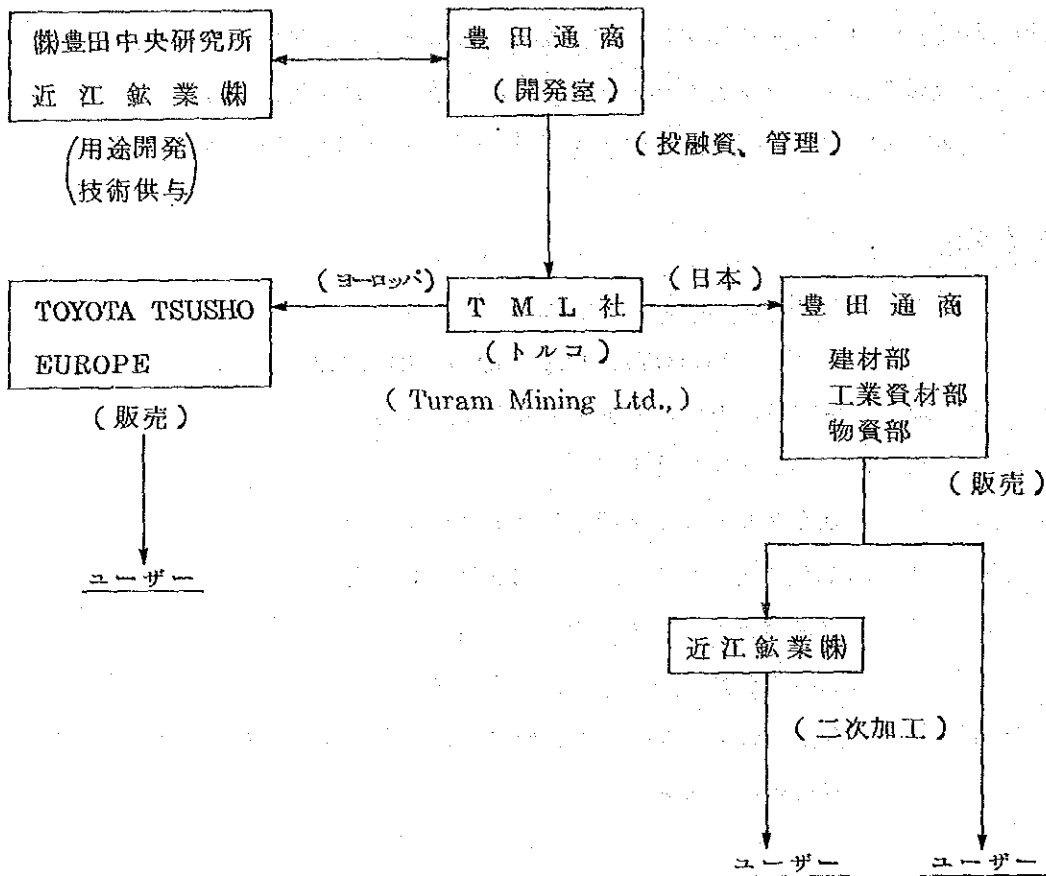 ㈱豊田中央研究所
近江鉱業㈱
(用途開発
技術供与)
豊田通商
(開発室)
(投融資、管理)
TOYOTA TSUSHO
EUROPE
(販売)
(ヨーロッパ)
TML社
(トルコ)
(Turam Mining Ltd.,)
(日本)
豊田通商
建材部
工業資材部
物資部
(販売)
ユーザー
近江鉱業㈱
(二次加工)
ユーザー
ユーザー